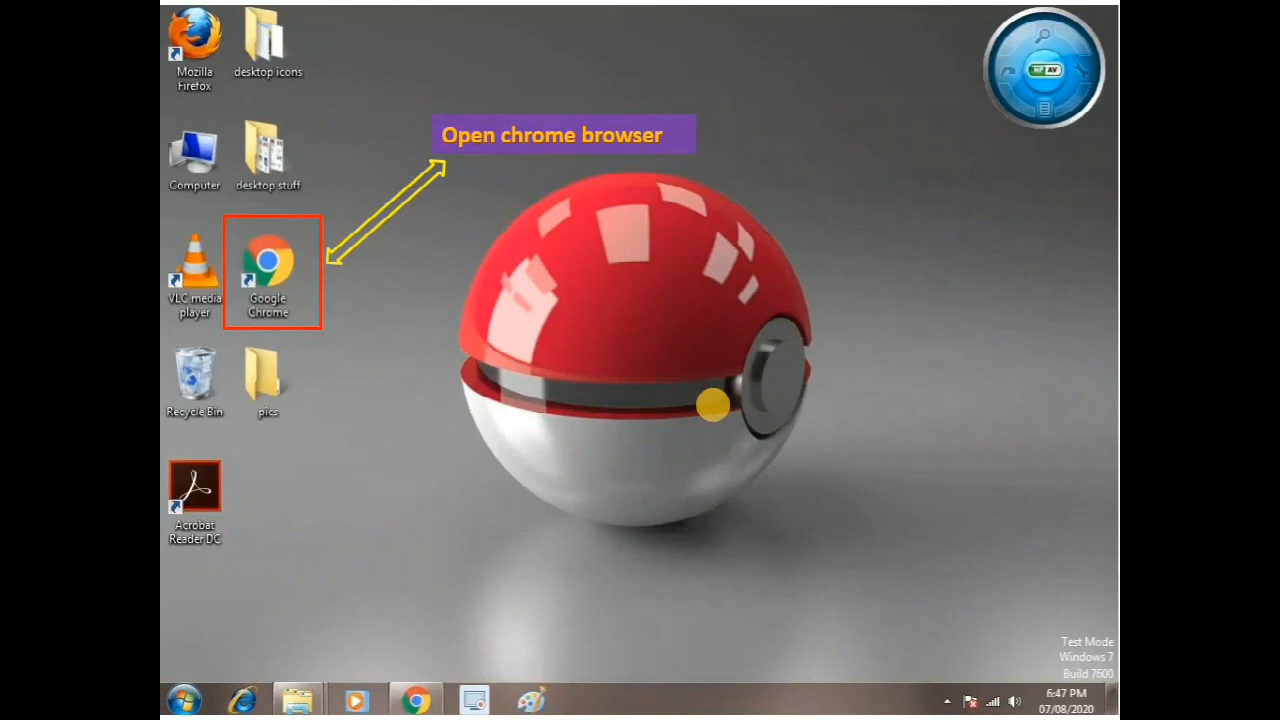 Mozilla
Firefox
desktop icons
Open chrome browser
Computer
desktop stuff
VLC media
player
Google
Chrome
Recycle Bin
pics
Acrobat
Reader DC
Test Mode
Windows 7
Build 7600
6:47 PM
07/08/2020